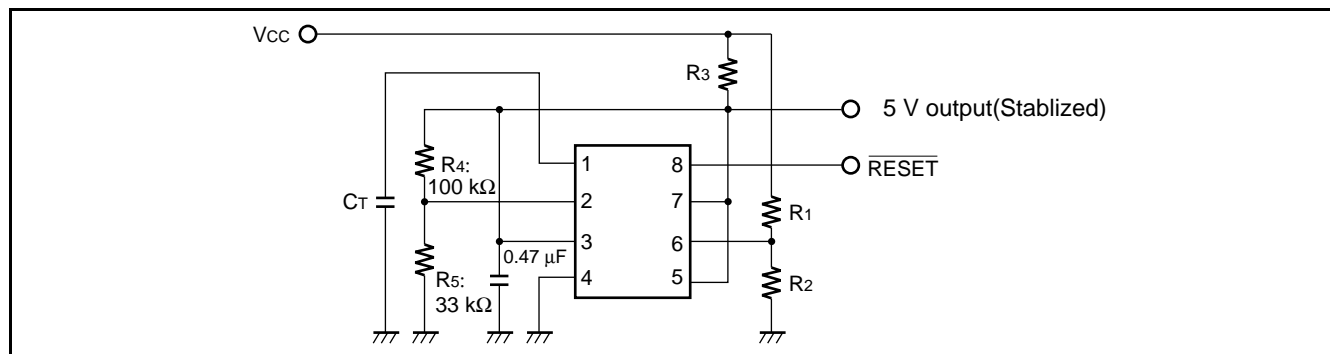 VCC
R3
5 V output(Stablized)
R4:
100 kΩ
1
8
RESET
CT
2
7
R1
3
6
0.47 μF
R5:
33 kΩ
4
5
R2